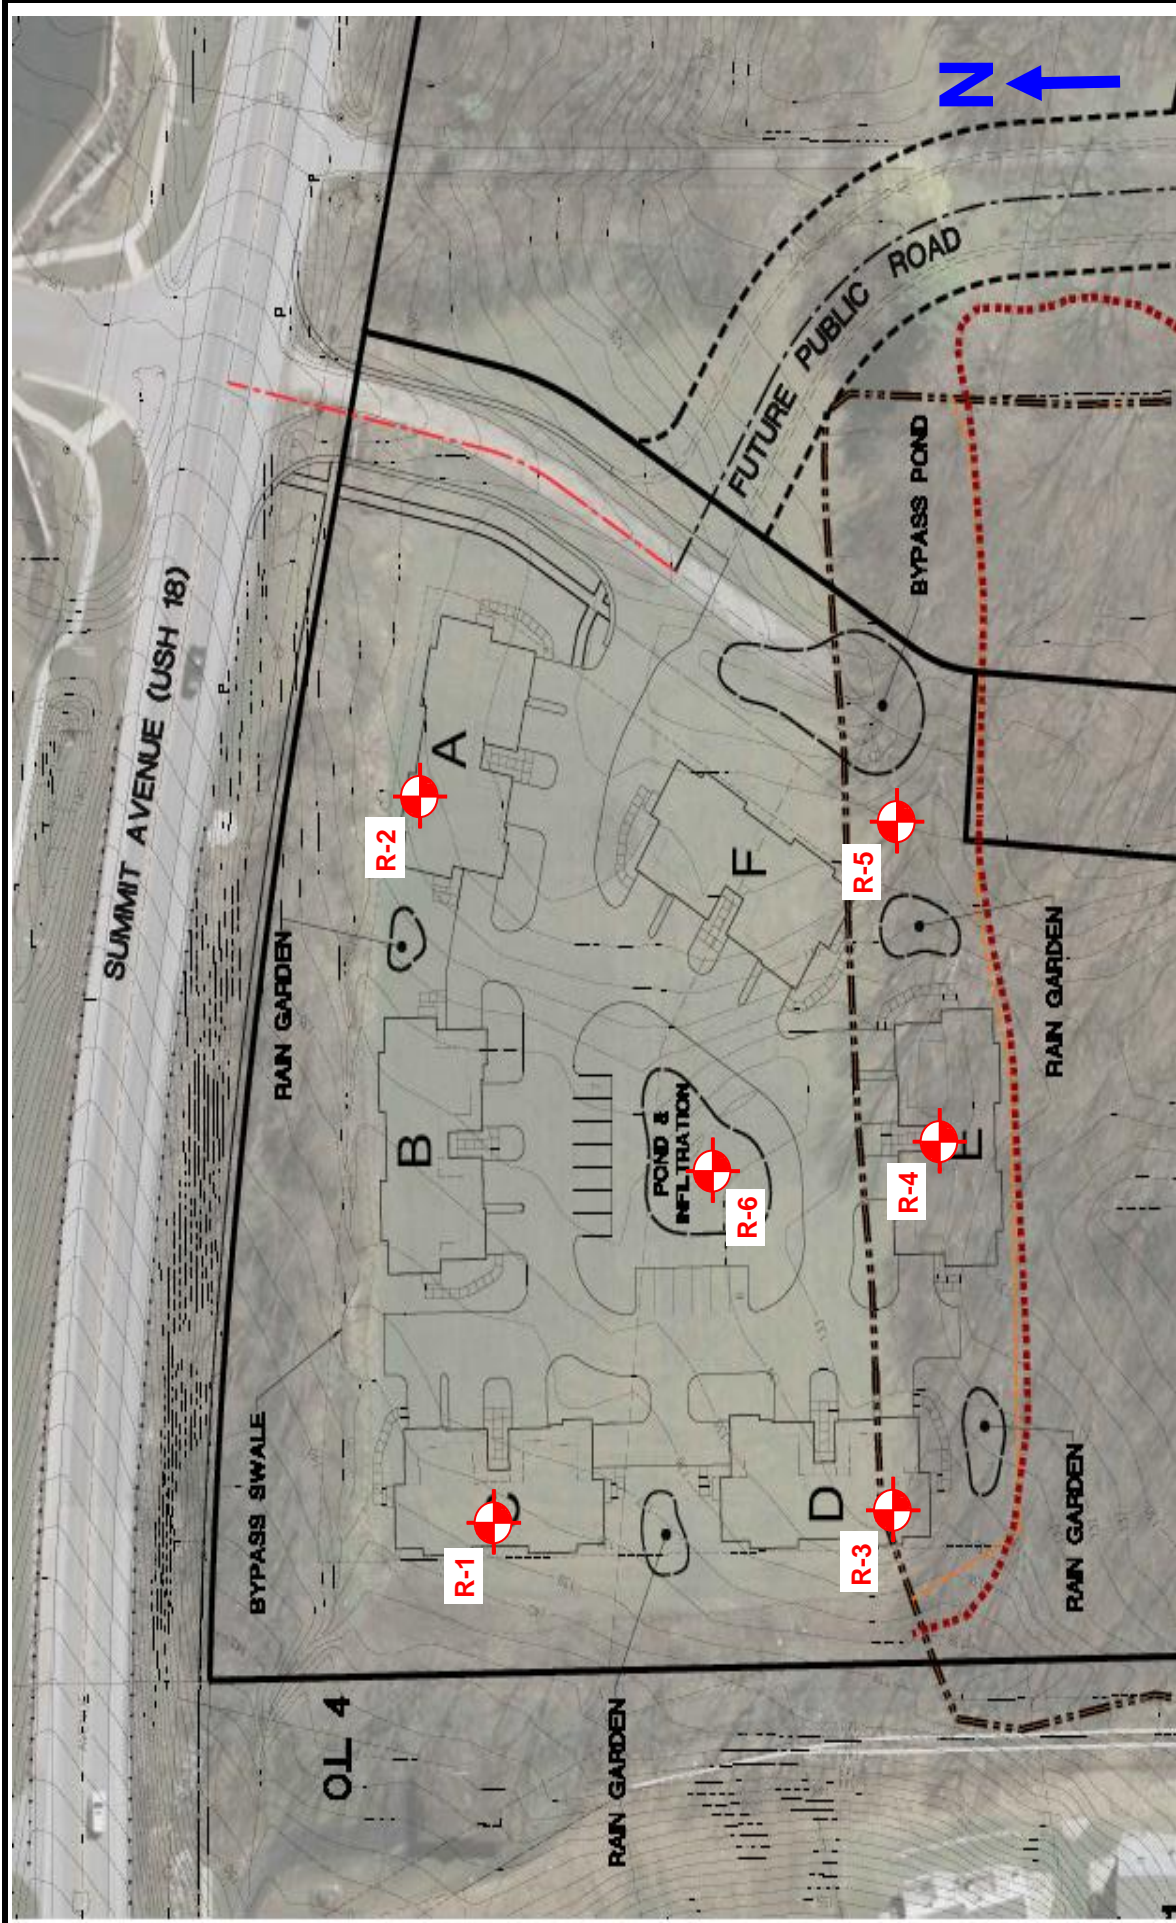 N
SUMMIT AVENUE (USH 18)
FUTURE PUBLIC ROAD
BYPASS POND
P
P
P
A
R-2
RAIN GARDEN
F
R-5
RAIN GARDEN
B
POND &
INFILTRATION
R-6
R-4
E
BYPASS SWALE
C
R-1
D
R-3
RAIN GARDEN
RAIN GARDEN
OL 4